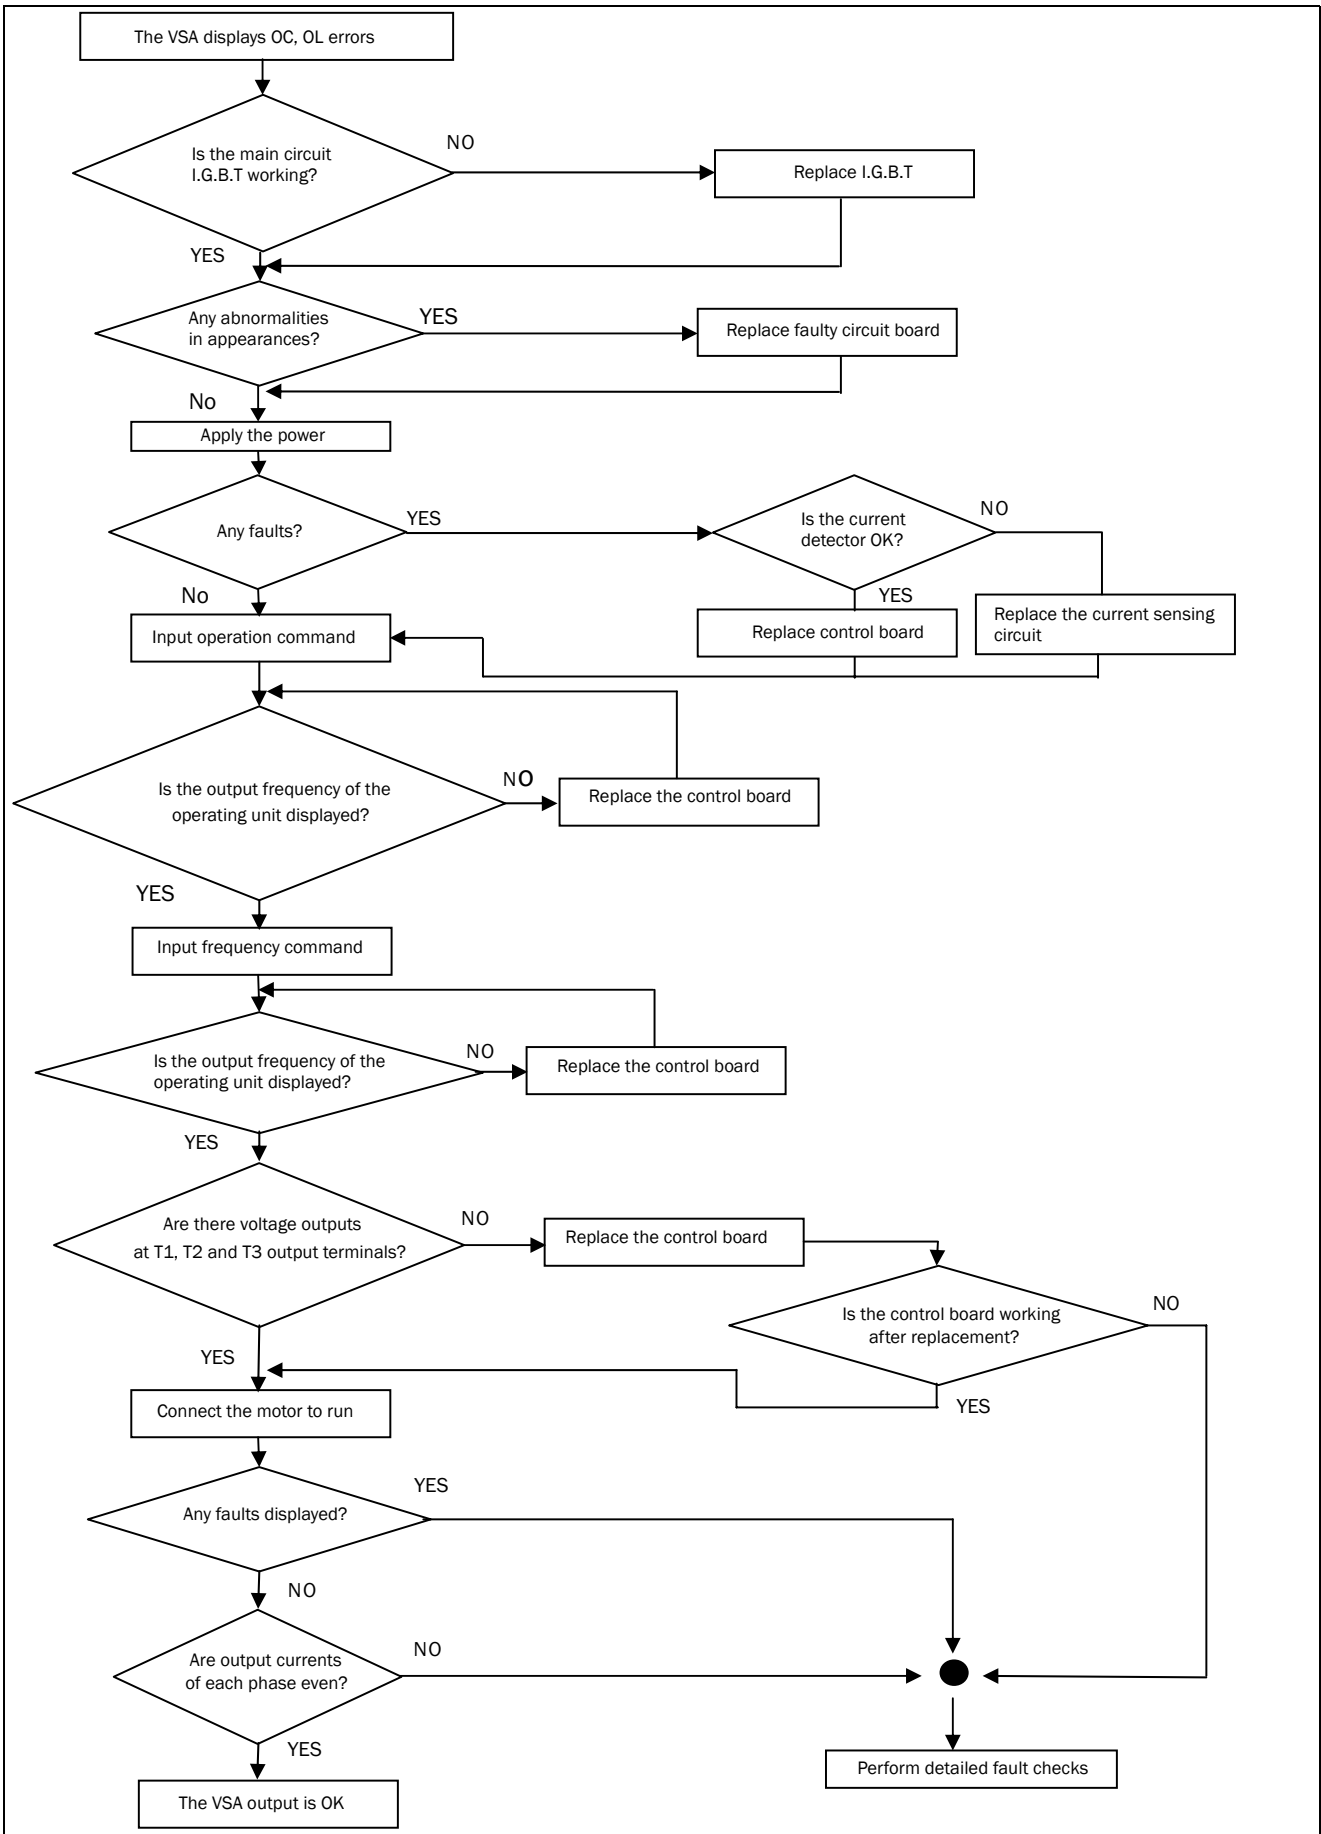 The VSA displays OC, OL errors
Is the main circuit
I.G.B.T working?
NO
Replace I.G.B.T
YES
Any abnormalities
in appearances?
YES
Replace faulty circuit board
No
Apply the power
Any faults?
YES
Is the current
detector OK?
NO
YES
No
Input operation command
Replace control board
Replace the current sensing
circuit
Is the output frequency of the
operating unit displayed?
NO
Replace the control board
YES
Input frequency command
Is the output frequency of the
operating unit displayed?
NO
Replace the control board
YES
Are there voltage outputs
at T1, T2 and T3 output terminals?
NO
Replace the control board
Is the control board working
after replacement?
NO
YES
YES
Connect the motor to run
Any faults displayed?
YES
NO
Are output currents
of each phase even?
NO
YES
Perform detailed fault checks
The VSA output is OK